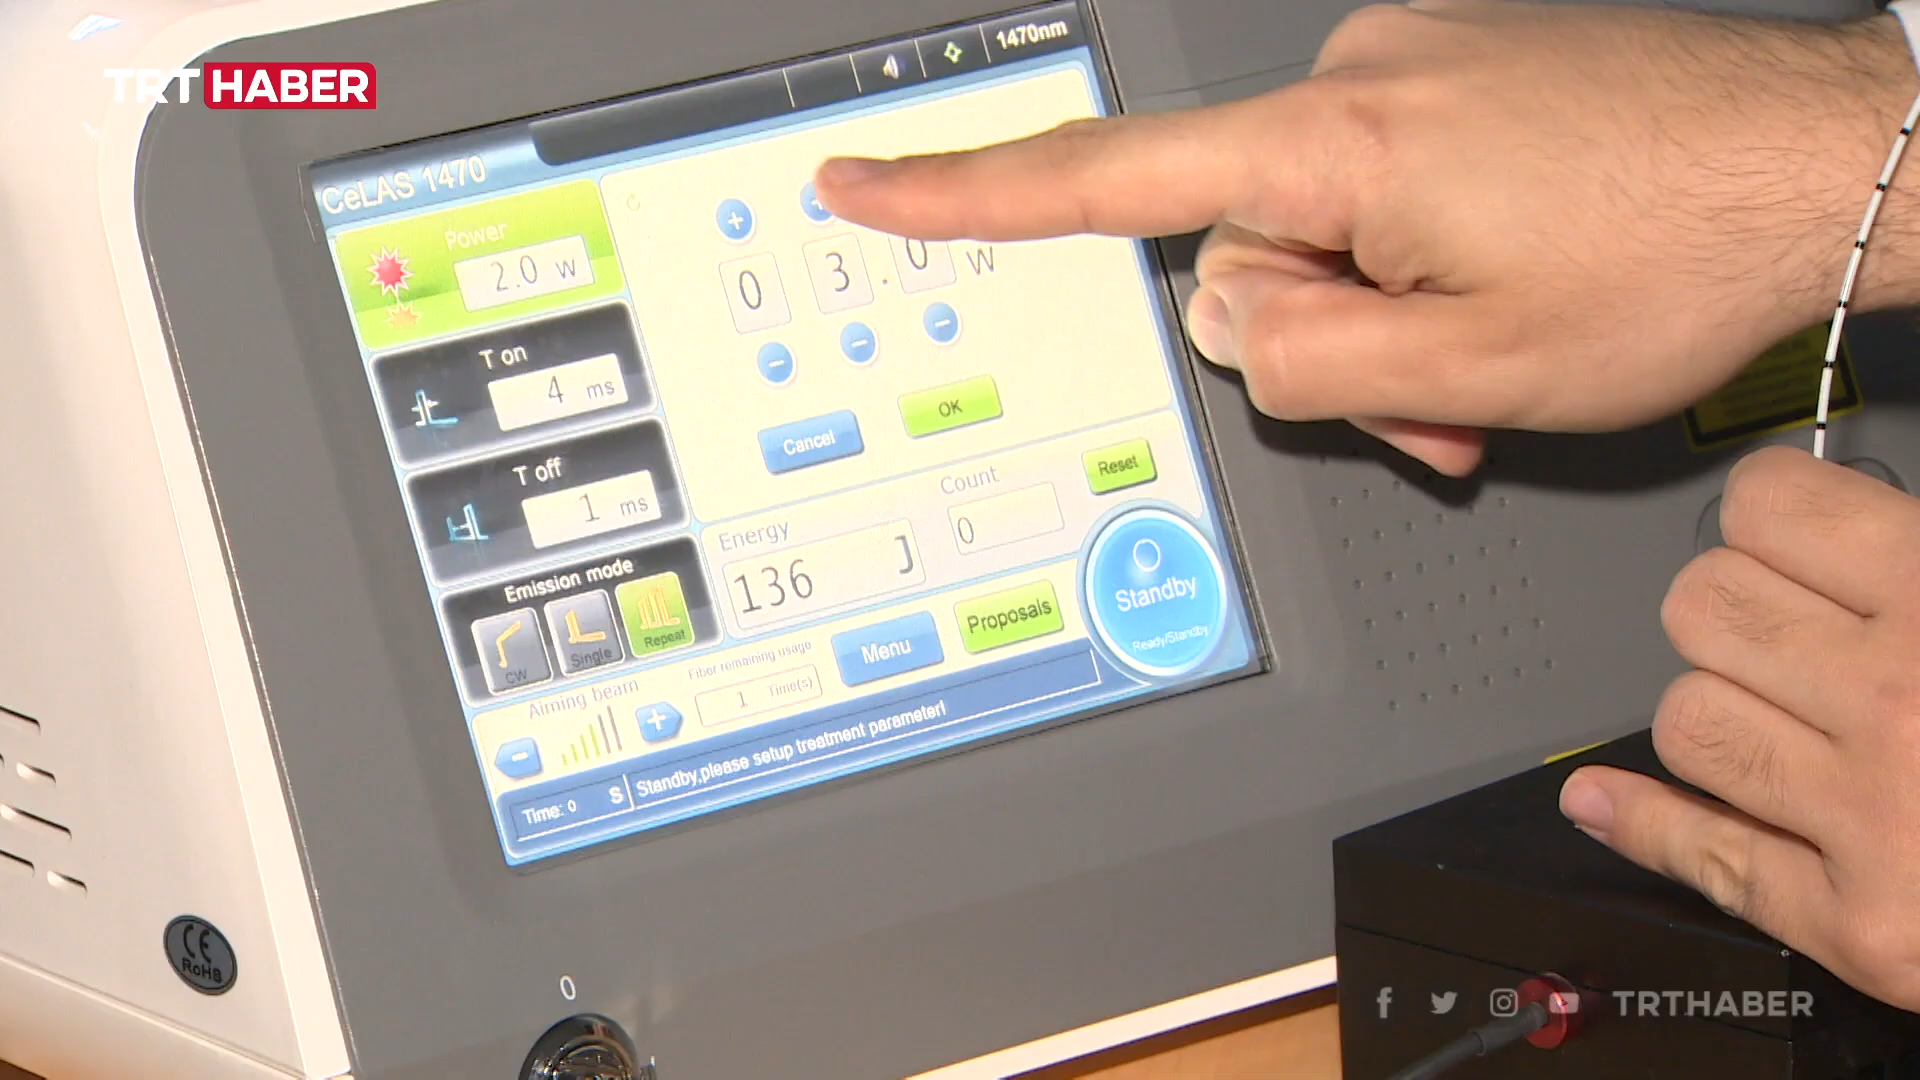 TRT HABER
1470nm
CeLAS 1470
Power
2.0 W
0 3 . 0 W
T on
4 ms
Cancel
OK
T off
1 ms
Energy
136 J
Count
0
Reset
Emission mode
CW
Single
Repeat
Standby
Ready/Standby
Menu
Proposals
Aiming beam
Fiber remaining usage
1 Time(s)
Time: 0 S
Standby,please setup treatment parameter!
CE
RoHS
0
TRTHABER